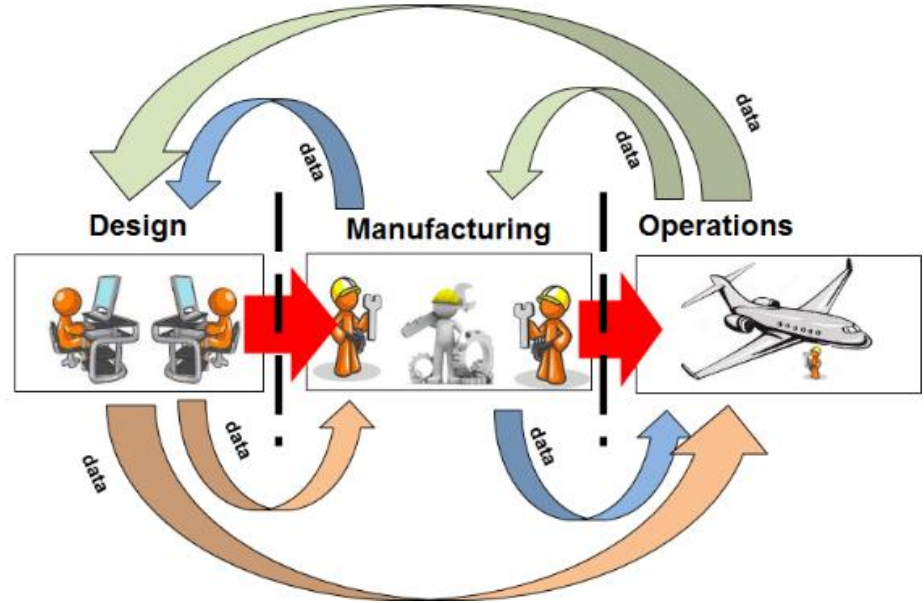 data
data
data
Design
Manufacturing
Operations
data
data
data